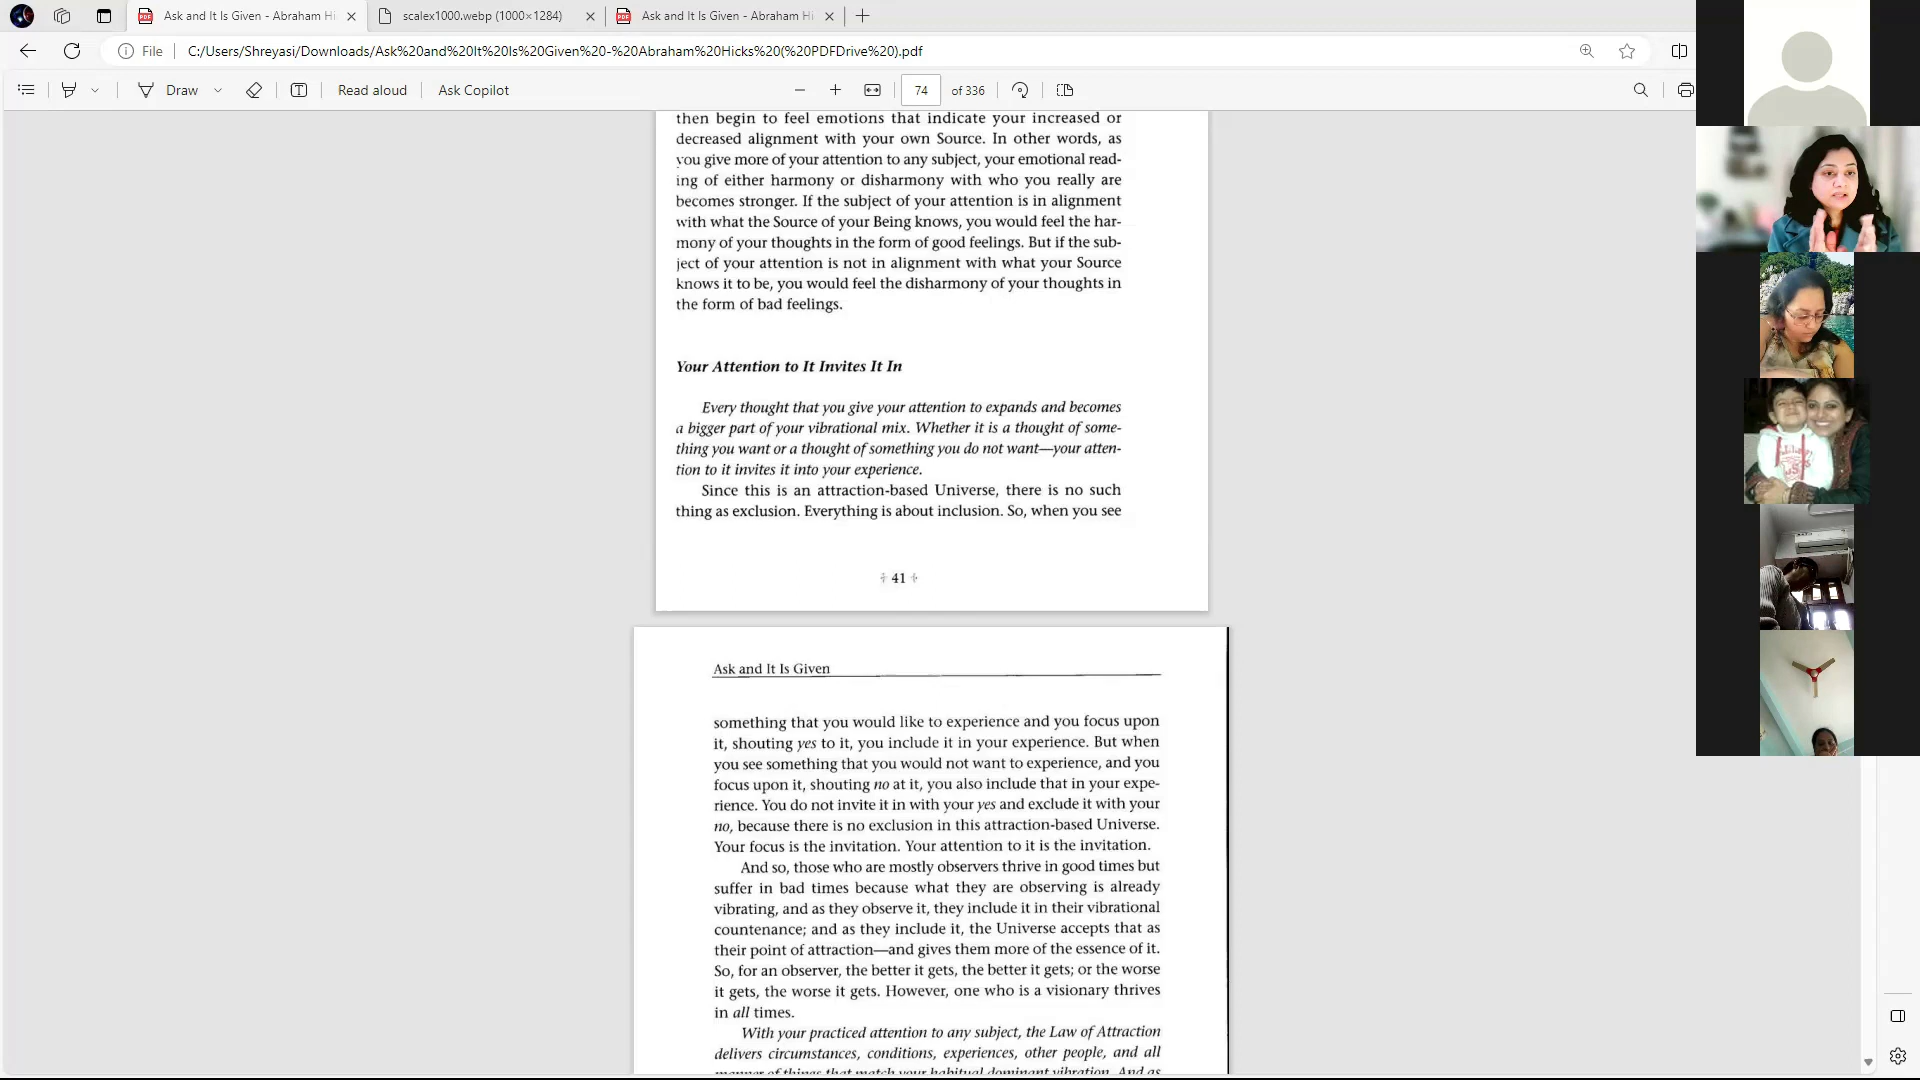 Ask and It Is Given - Abraham Hi
scalex1000.webp (1000×1284)
Ask and It Is Given - Abraham Hi
File
C:/Users/Shreyasi/Downloads/Ask%20and%20It%20Is%20Given%20-%20Abraham%20Hicks%20(%20PDFDrive%20).pdf
Draw
Read aloud
Ask Copilot
74
of 336
then begin to feel emotions that indicate your increased or
decreased alignment with your own Source. In other words, as
you give more of your attention to any subject, your emotional read-
ing of either harmony or disharmony with who you really are
becomes stronger. If the subject of your attention is in alignment
with what the Source of your Being knows, you would feel the har-
mony of your thoughts in the form of good feelings. But if the sub-
ject of your attention is not in alignment with what your Source
knows it to be, you would feel the disharmony of your thoughts in
the form of bad feelings.
Your Attention to It Invites It In
Every thought that you give your attention to expands and becomes
a bigger part of your vibrational mix. Whether it is a thought of some-
thing you want or a thought of something you do not want—your atten-
tion to it invites it into your experience.
Since this is an attraction-based Universe, there is no such
thing as exclusion. Everything is about inclusion. So, when you see
41
Ask and It Is Given
something that you would like to experience and you focus upon
it, shouting yes to it, you include it in your experience. But when
you see something that you would not want to experience, and you
focus upon it, shouting no at it, you also include that in your expe-
rience. You do not invite it in with your yes and exclude it with your
no, because there is no exclusion in this attraction-based Universe.
Your focus is the invitation. Your attention to it is the invitation.
And so, those who are mostly observers thrive in good times but
suffer in bad times because what they are observing is already
vibrating, and as they observe it, they include it in their vibrational
countenance; and as they include it, the Universe accepts that as
their point of attraction—and gives them more of the essence of it.
So, for an observer, the better it gets, the better it gets; or the worse
it gets, the worse it gets. However, one who is a visionary thrives
in all times.
With your practiced attention to any subject, the Law of Attraction
delivers circumstances, conditions, experiences, other people, and all
manner of things that match your habitual dominant vibration. And as